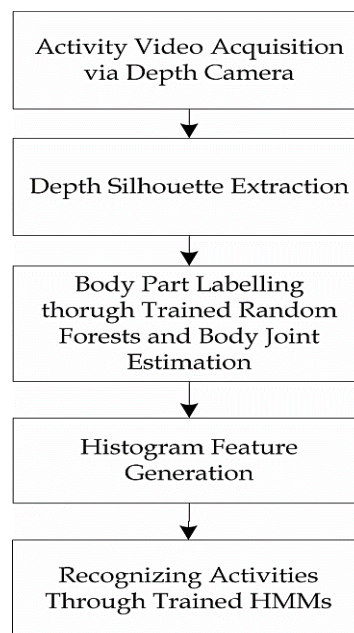 Activity Video Acquisition
via Depth Camera
Depth Silhouette Extraction
Body Part Labelling
thorugh Trained Random
Forests and Body Joint
Estimation
Histogram Feature
Generation
Recognizing Activities
Through Trained HMMs